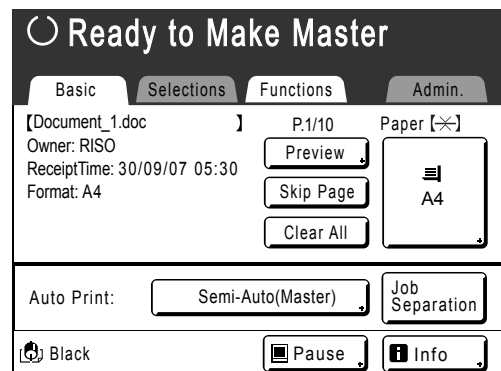 Ready to Make Master
Basic Selections Functions Admin.
【Document_1.doc 】 P.1/10 Paper【 】
Owner: RISO Preview
ReceiptTime: 30/09/07 05:30
Format: A4 Skip Page A4
Clear All
Auto Print: Semi-Auto(Master) Job
Separation
Black Pause Info